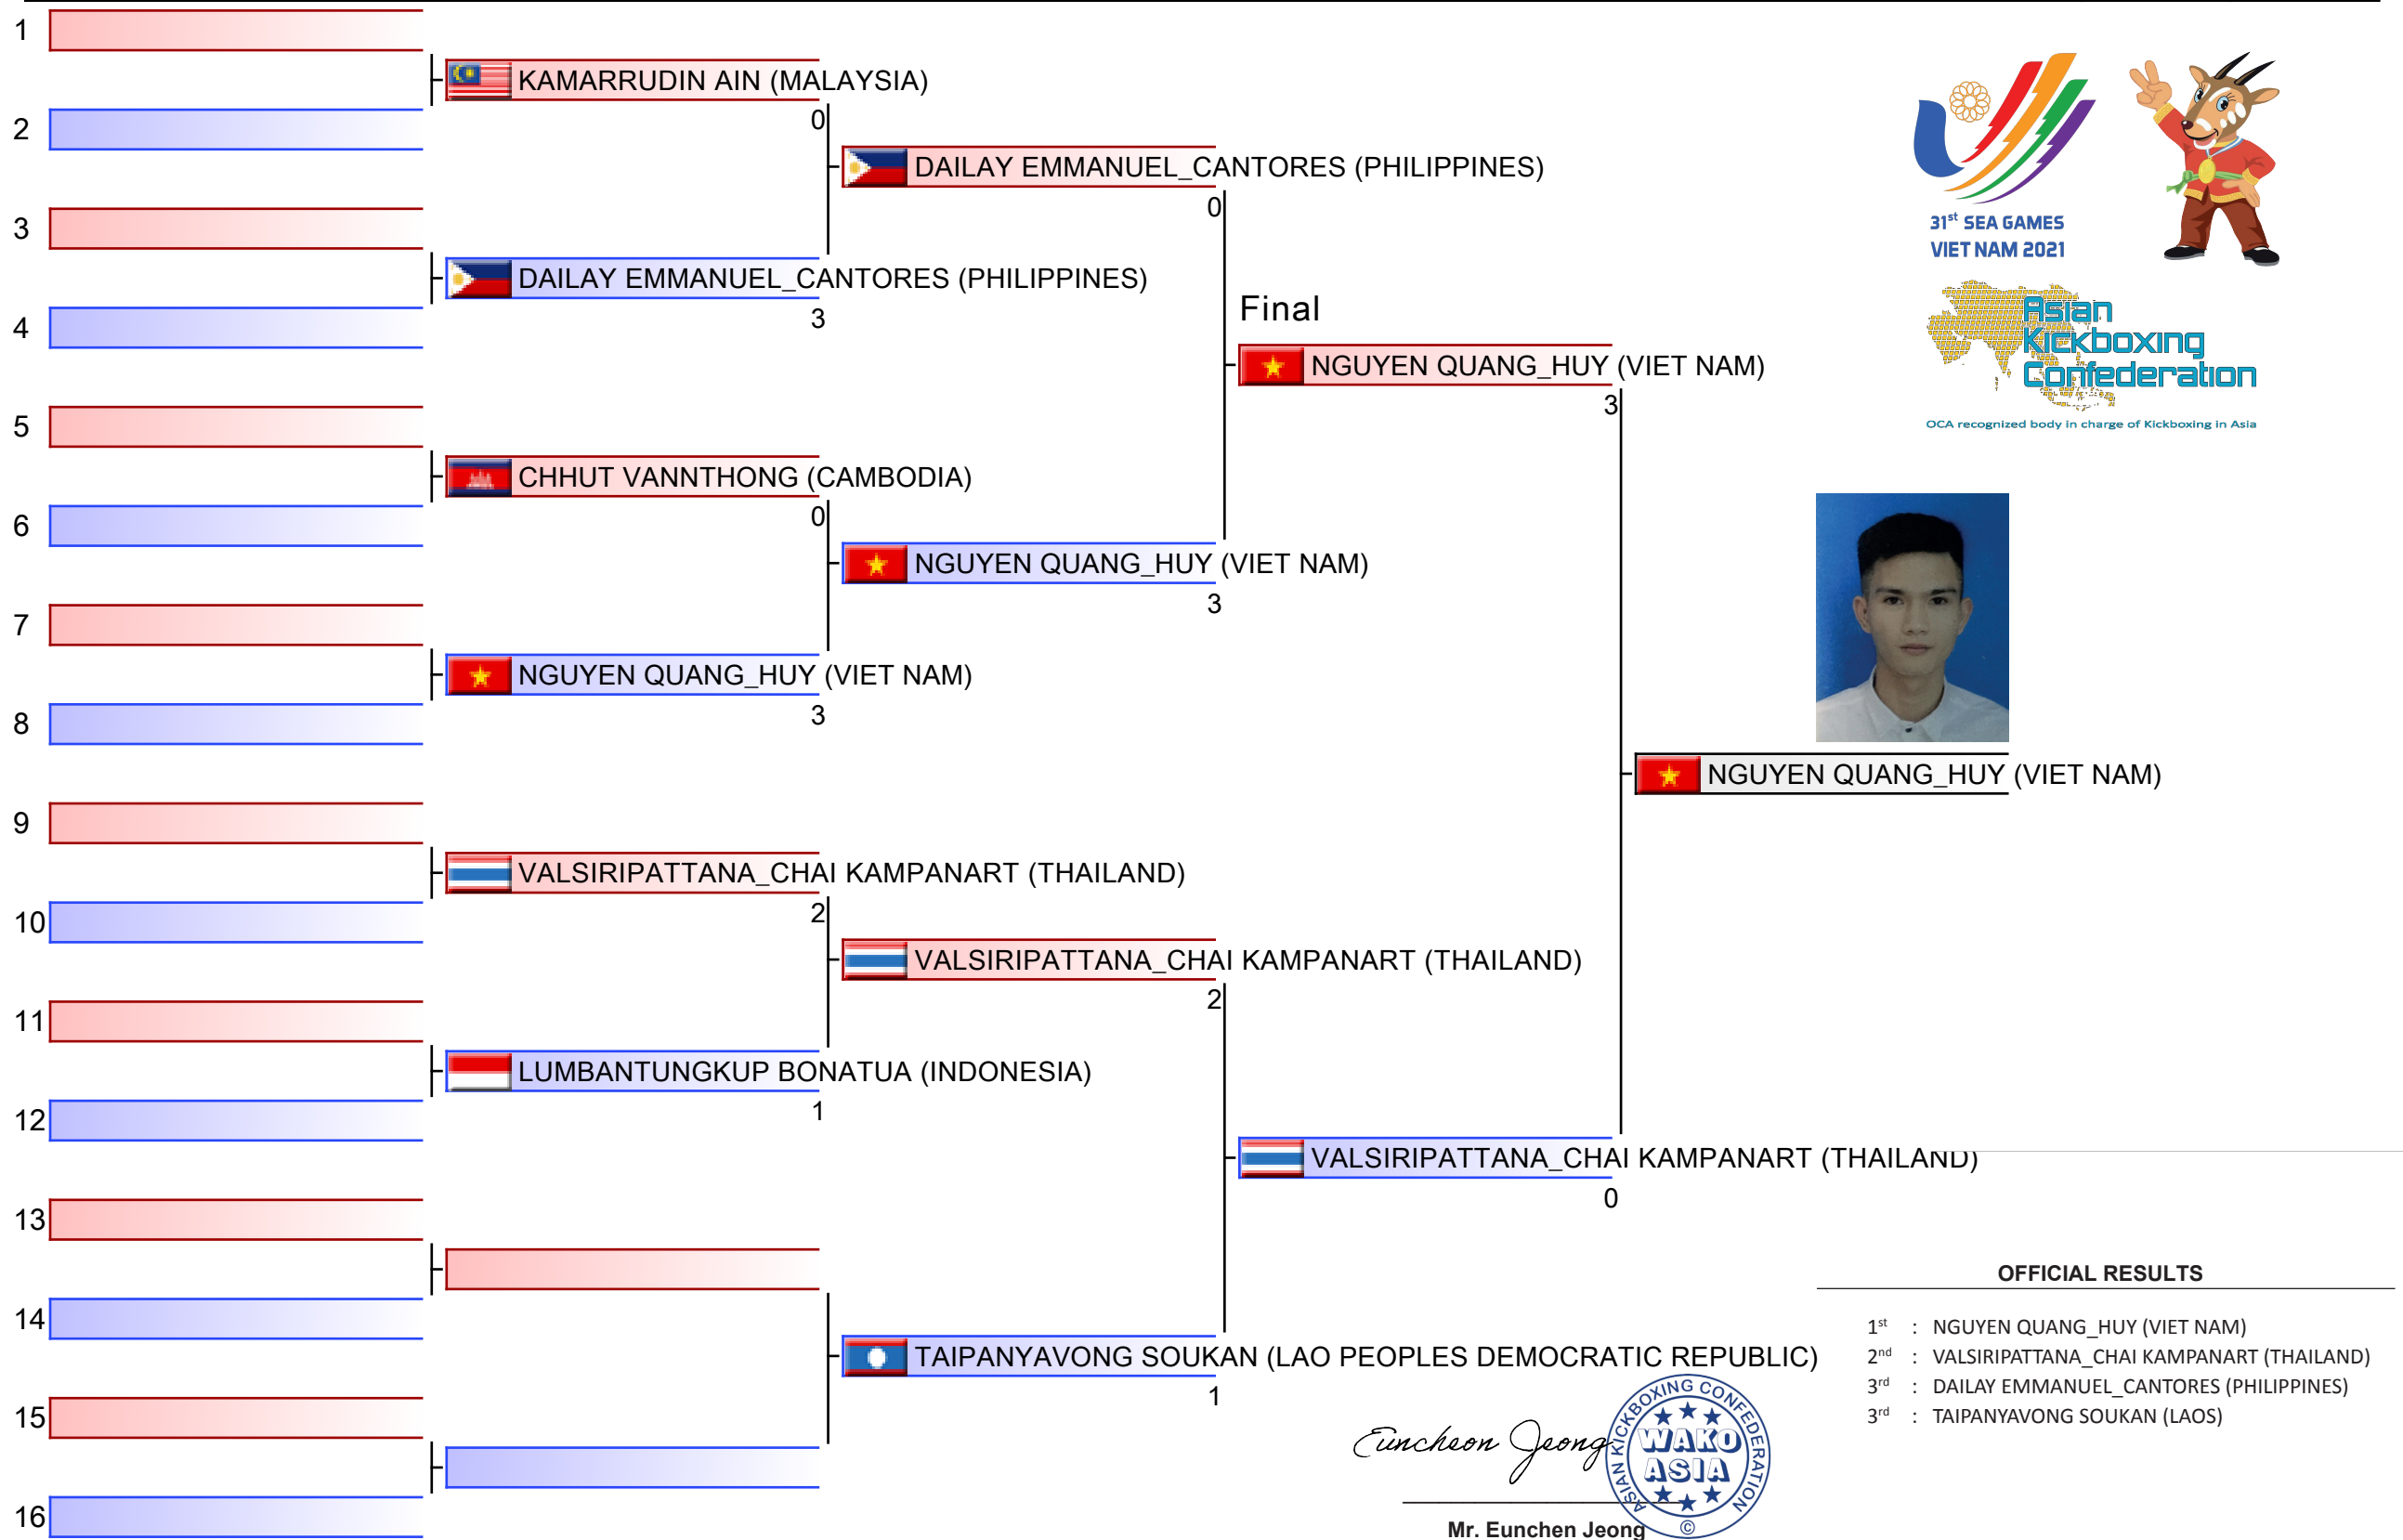 1
KAMARRUDIN AIN (MALAYSIA)
0
2
DAILAY EMMANUEL_CANTORES (PHILIPPINES)
0
3
DAILAY EMMANUEL_CANTORES (PHILIPPINES)
3
4
31st SEA GAMES
VIET NAM 2021
Asian
Kickboxing
Confederation
OCA recognized body in charge of Kickboxing in Asia
Final
NGUYEN QUANG_HUY (VIET NAM)
3
5
CHHUT VANNTHONG (CAMBODIA)
0
6
NGUYEN QUANG_HUY (VIET NAM)
3
7
NGUYEN QUANG_HUY (VIET NAM)
3
8
NGUYEN QUANG_HUY (VIET NAM)
9
VALSIRIPATTANA_CHAI KAMPANART (THAILAND)
2
10
VALSIRIPATTANA_CHAI KAMPANART (THAILAND)
2
11
LUMBANTUNGKUP BONATUA (INDONESIA)
1
12
VALSIRIPATTANA_CHAI KAMPANART (THAILAND)
0
13
14
TAIPANYAVONG SOUKAN (LAO PEOPLES DEMOCRATIC REPUBLIC)
1
15
16
OFFICIAL RESULTS
1st : NGUYEN QUANG_HUY (VIET NAM)
2nd : VALSIRIPATTANA_CHAI KAMPANART (THAILAND)
3rd : DAILAY EMMANUEL_CANTORES (PHILIPPINES)
3rd : TAIPANYAVONG SOUKAN (LAOS)
Euncheon Jeong
ASIAN KICKBOXING CONFEDERATION
WAKO
ASIA
©
Mr. Eunchen Jeong